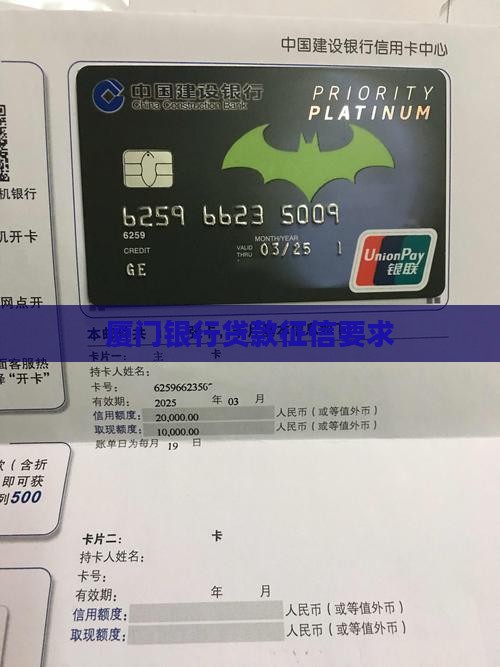 中国建设银行信用卡中心
中国建设银行
China Construction Bank
PRIORITY
PLATINUM
6259 6623 5009
6259
MONTH/YEAR
CREDIT
VALID THRU
03/25
1
GE
UnionPay
银联
机银行
几开卡
网点开
面客服热
“开卡”
厦门银行贷款征信要求
卡片一：
主
卡
持卡人姓名：
卡号：
有效期： 2025 年 03 月
信用额度： 20,000.00 人民币（或等值外币）
取现额度： 10,000.00 人民币（或等值外币）
账单日为每月 19 日
（含折
即可获
列500
卡片二： 卡
持卡人姓名：
卡号：
有效期： 年 月
信用额度： 人民币（或等值外币）
取现额度： 人民币（或等值外币）